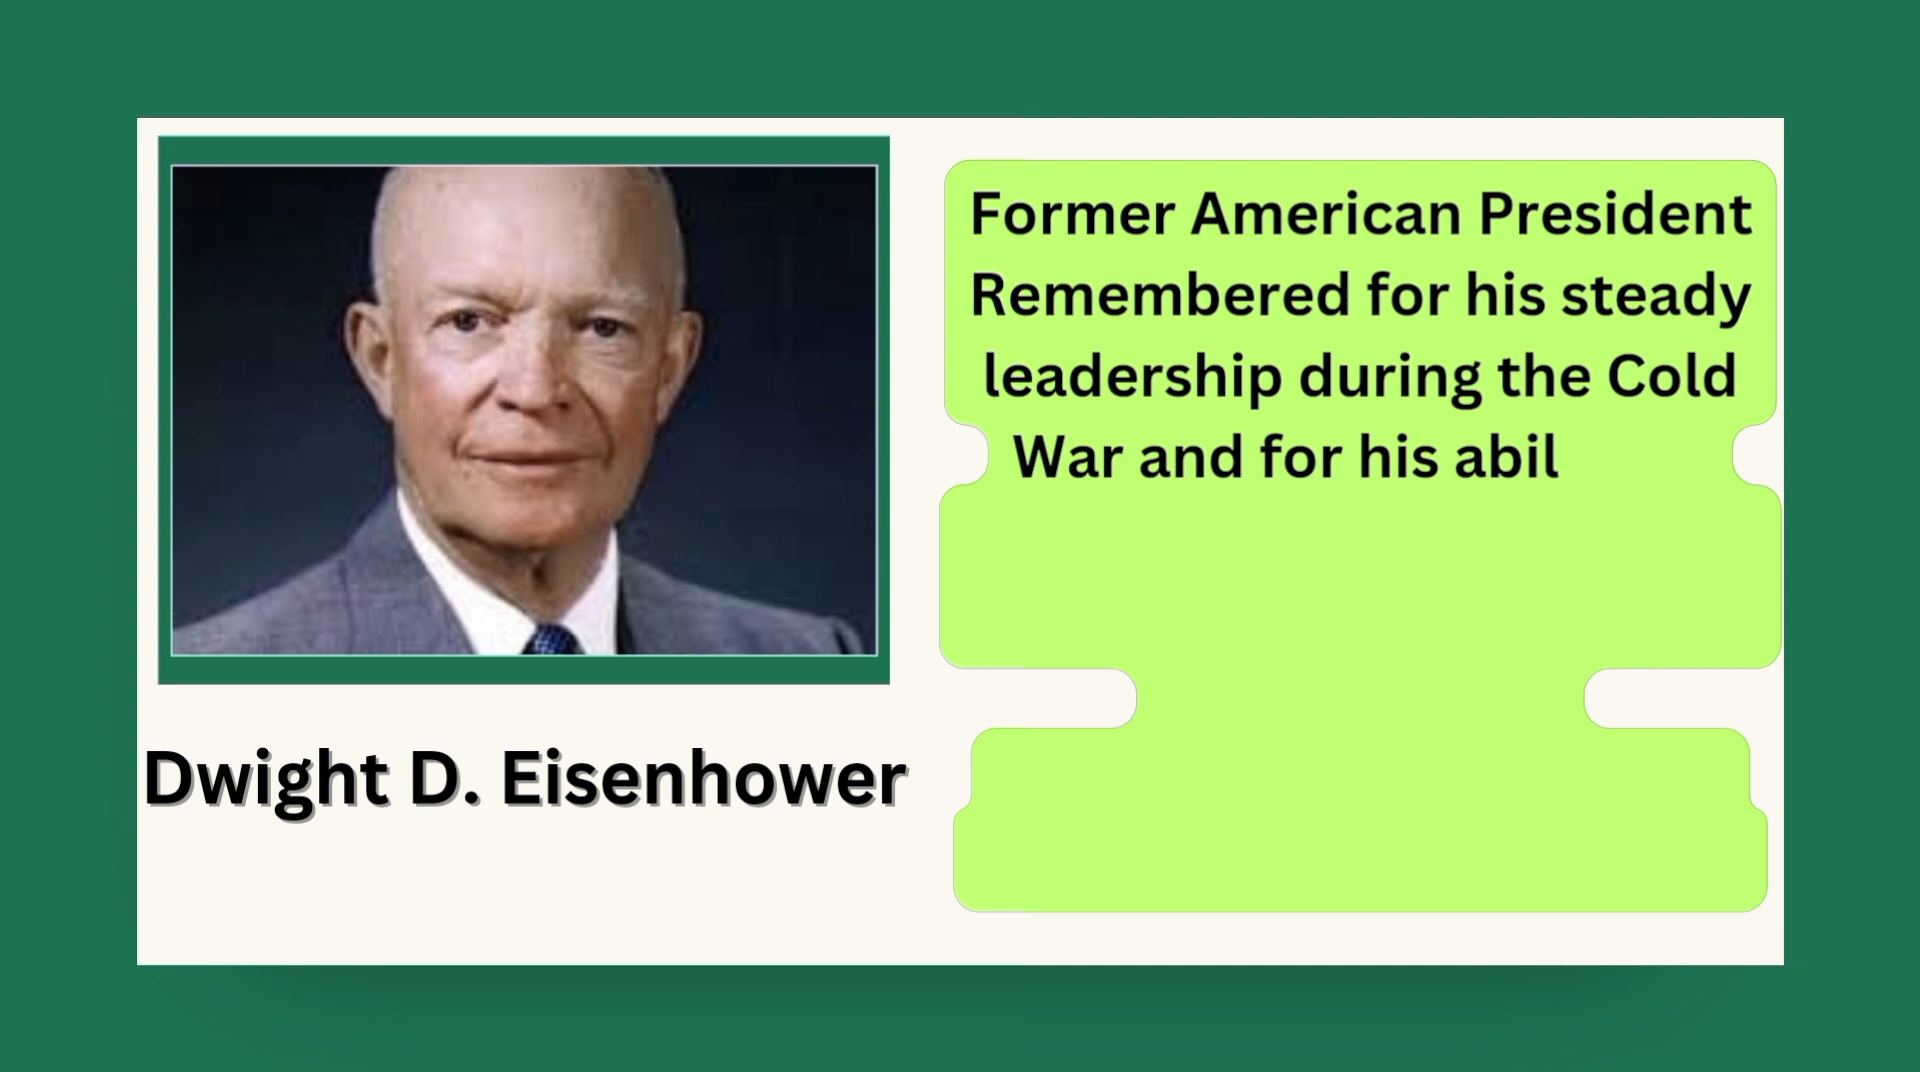 Former American President
Remembered for his steady
leadership during the Cold
War and for his abil
Dwight D. Eisenhower